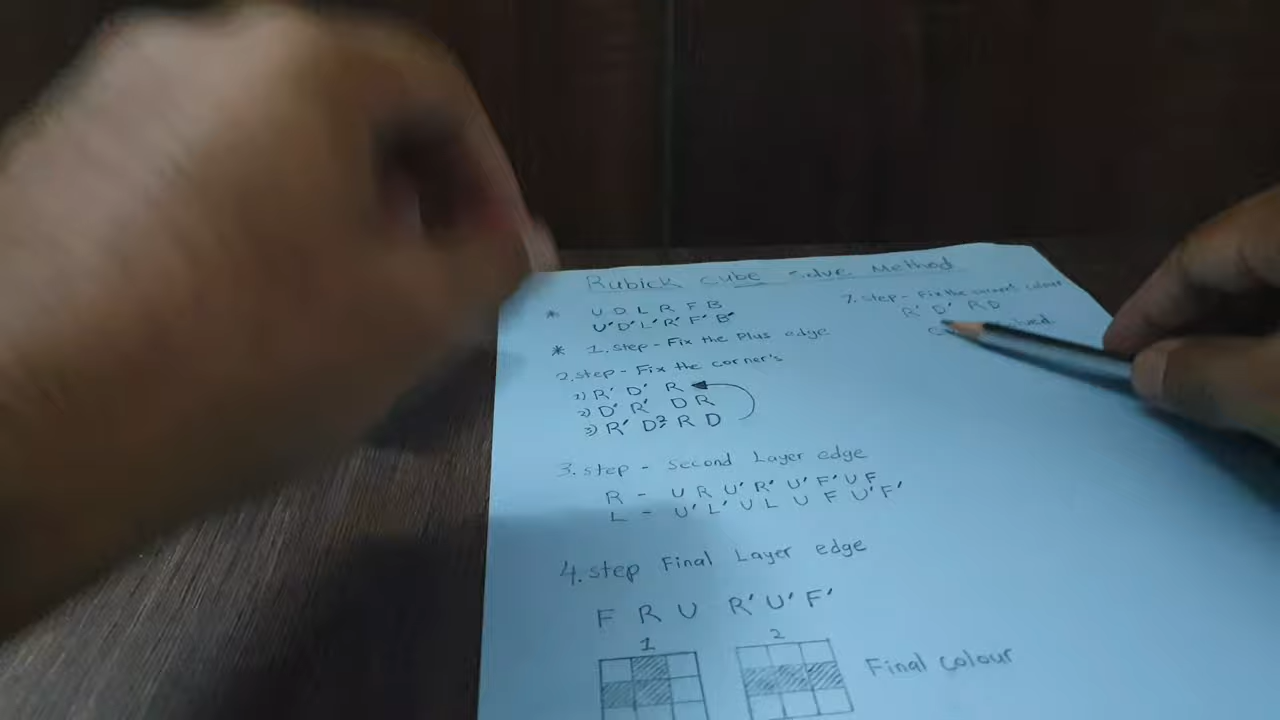 Rubick Cube Solve Method
* U D L R F B
U' D' L' R' F' B'
* 1. Step - Fix the Plus edge
2. Step - Fix the corner's
1) R' D' R
2) D' R' D R
3) R' D2 R D
3. Step - Second Layer edge
R - U R U' R' U' F' U F
L - U' L' U L U F U' F'
4. Step Final Layer edge
F R U R' U' F'
1 2
Final colour
7. Step - Fix the colour
R' D' R D